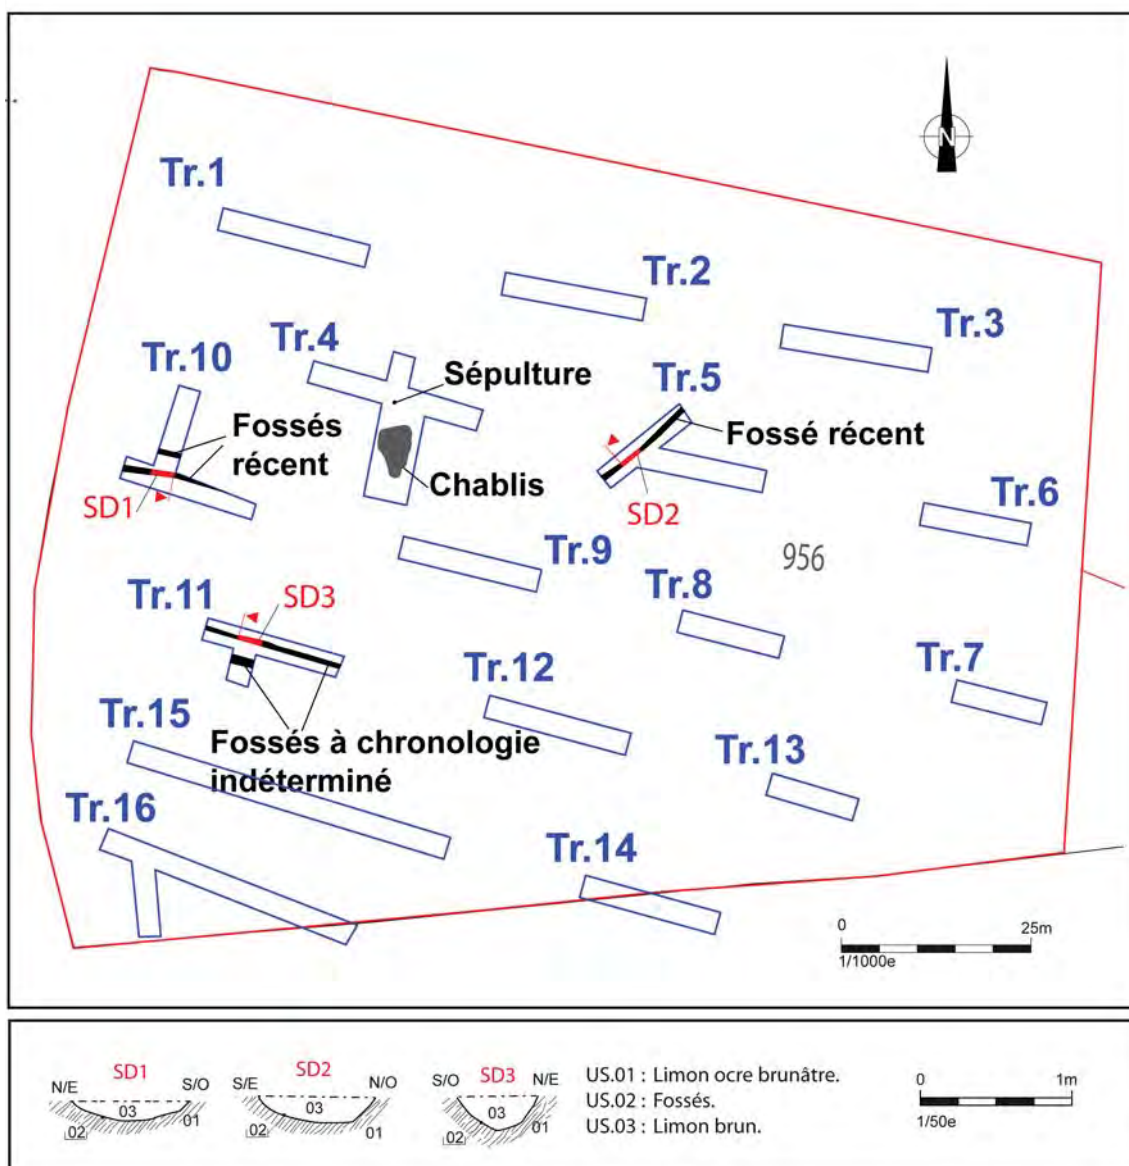 N
Tr.1
Tr.2
Tr.3
Tr.4
Tr.10
Sépulture
Tr.5
Fossés
récent
Fossé récent
Chablis
SD1
SD2
Tr.6
Tr.9
956
Tr.8
Tr.11
SD3
Tr.12
Tr.7
Tr.15
Fossés à chronologie
indéterminé
Tr.13
Tr.16
Tr.14
0 25m
1/1000e
SD1
N/E S/O
03
02 01
SD2
S/E N/O
03
02 01
SD3
S/O N/E
03
02 01
US.01 : Limon ocre brunâtre.
US.02 : Fossés.
US.03 : Limon brun.
0 1m
1/50e